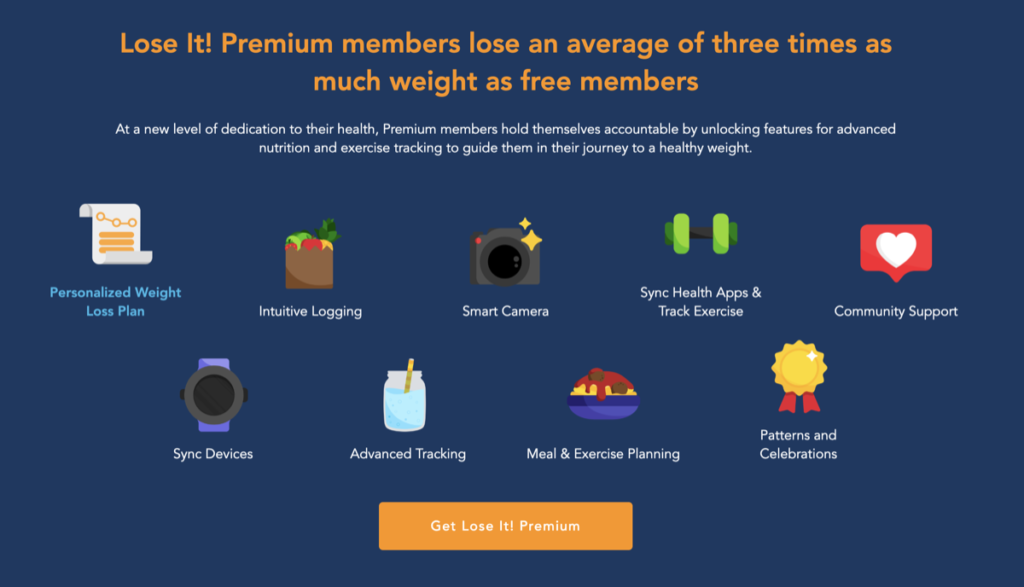 Lose It! Premium members lose an average of three times as
much weight as free members
At a new level of dedication to their health, Premium members hold themselves accountable by unlocking features for advanced
nutrition and exercise tracking to guide them in their journey to a healthy weight.
Personalized Weight
Loss Plan
Intuitive Logging
Smart Camera
Sync Health Apps &
Track Exercise
Community Support
Sync Devices
Advanced Tracking
Meal & Exercise Planning
Patterns and
Celebrations
Get Lose It! Premium